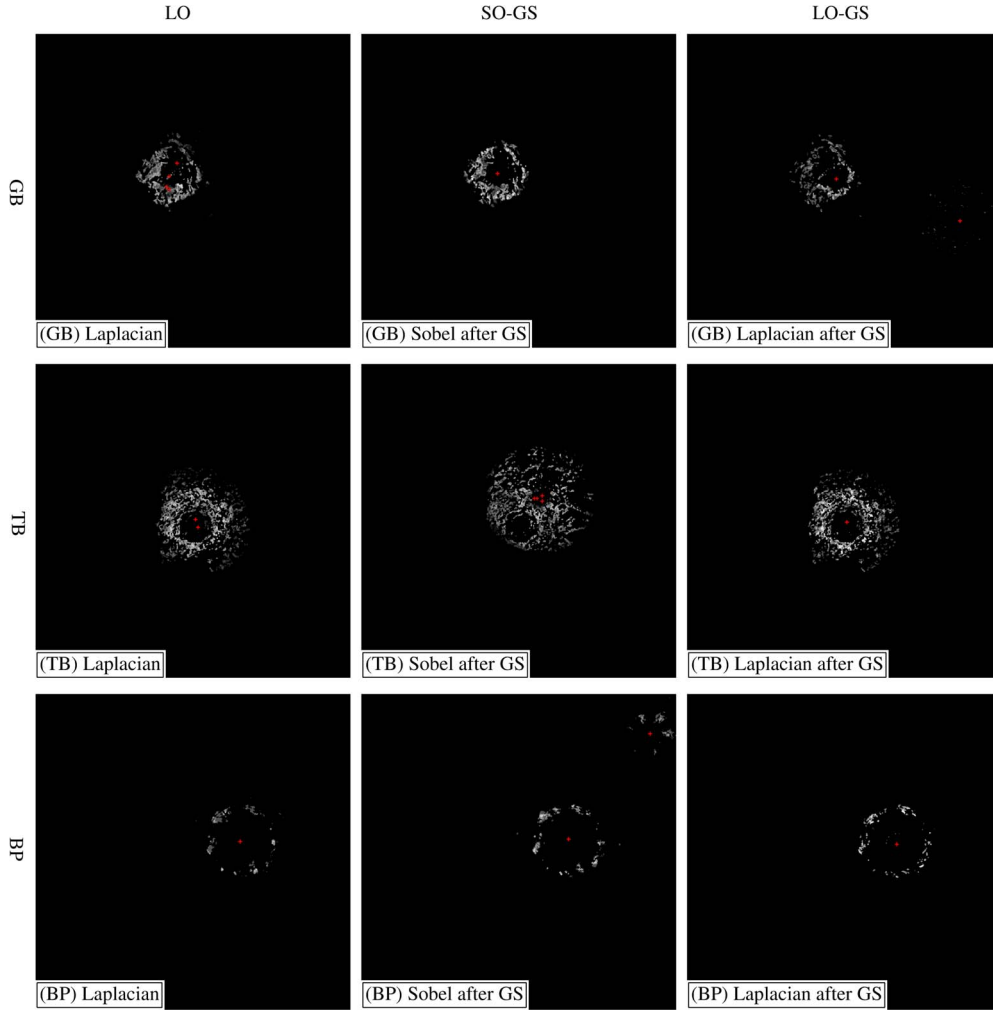 LO SO-GS LO-GS
GB
(GB) Laplacian (GB) Sobel after GS (GB) Laplacian after GS
TB
(TB) Laplacian (TB) Sobel after GS (TB) Laplacian after GS
BP
(BP) Laplacian (BP) Sobel after GS (BP) Laplacian after GS